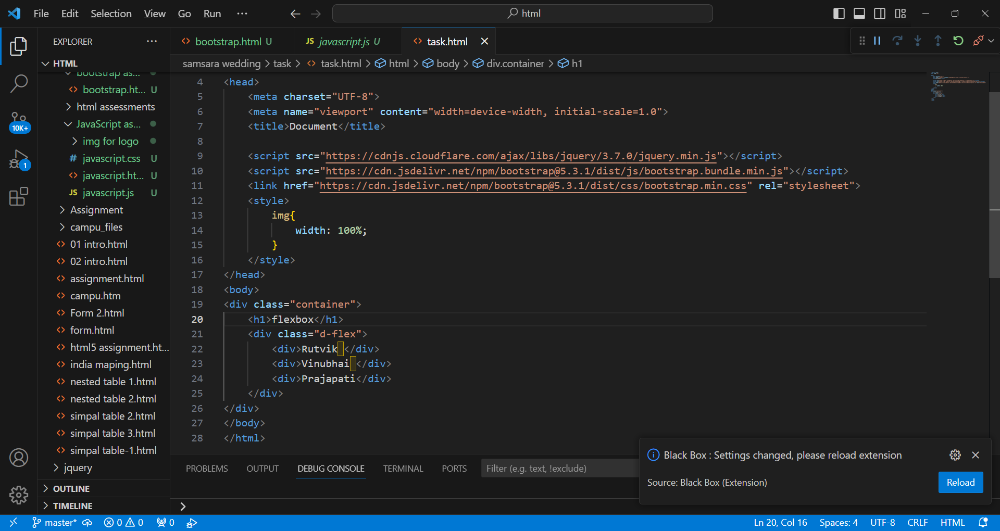 File Edit Selection View Go Run ··· html
EXPLORER ···
HTML
bootstrap as...
bootstrap.ht... U
html assessments
JavaScript as...
img for logo
# javascript.css U
javascript.ht... U
JS javascript.js U
Assignment
campu_files
01 intro.html
02 intro.html
assignment.html
campu.htm
Form 2.html
form.html
html5 assignment.ht...
india maping.html
nested table 1.html
nested table 2.html
simpal table 2.html
simpal table 3.html
simpal table-1.html
jquery
OUTLINE
TIMELINE
10K+
1
bootstrap.html U JS javascript.js U task.html
samsara wedding > task > task.html > html > body > div.container > h1
4 <head>
5 <meta charset="UTF-8">
6 <meta name="viewport" content="width=device-width, initial-scale=1.0">
7 <title>Document</title>
8
9 <script src="https://cdnjs.cloudflare.com/ajax/libs/jquery/3.7.0/jquery.min.js"></script>
10 <script src="https://cdn.jsdelivr.net/npm/bootstrap@5.3.1/dist/js/bootstrap.bundle.min.js"></script>
11 <link href="https://cdn.jsdelivr.net/npm/bootstrap@5.3.1/dist/css/bootstrap.min.css" rel="stylesheet">
12 <style>
13 img{
14 width: 100%;
15 }
16 </style>
17 </head>
18 <body>
19 <div class="container">
20 <h1>flexbox</h1>
21 <div class="d-flex">
22 <div>Rutvik </div>
23 <div>Vinubhai </div>
24 <div>Prajapati</div>
25 </div>
26 </div>
27 </body>
28 </html>
PROBLEMS OUTPUT DEBUG CONSOLE TERMINAL PORTS Filter (e.g. text, !exclude)
Black Box : Settings changed, please reload extension
Source: Black Box (Extension) Reload
master* 0 0 0 Ln 20, Col 16 Spaces: 4 UTF-8 CRLF HTML